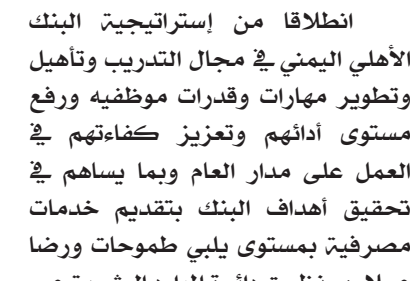 انطلاقا من إستراتيجية البنك
الأهلي اليمني في مجال التدريب وتأهيل
وتطوير مهارات وقدرات موظفيه ورفع
مستوى أدائهم وتعزيز كفاءتهم في
العمل على مدار العام وبما يساهم في
تحقيق أهداف البنك بتقديم خدمات
مصرفية بمستوى يلبي طموحات ورضا